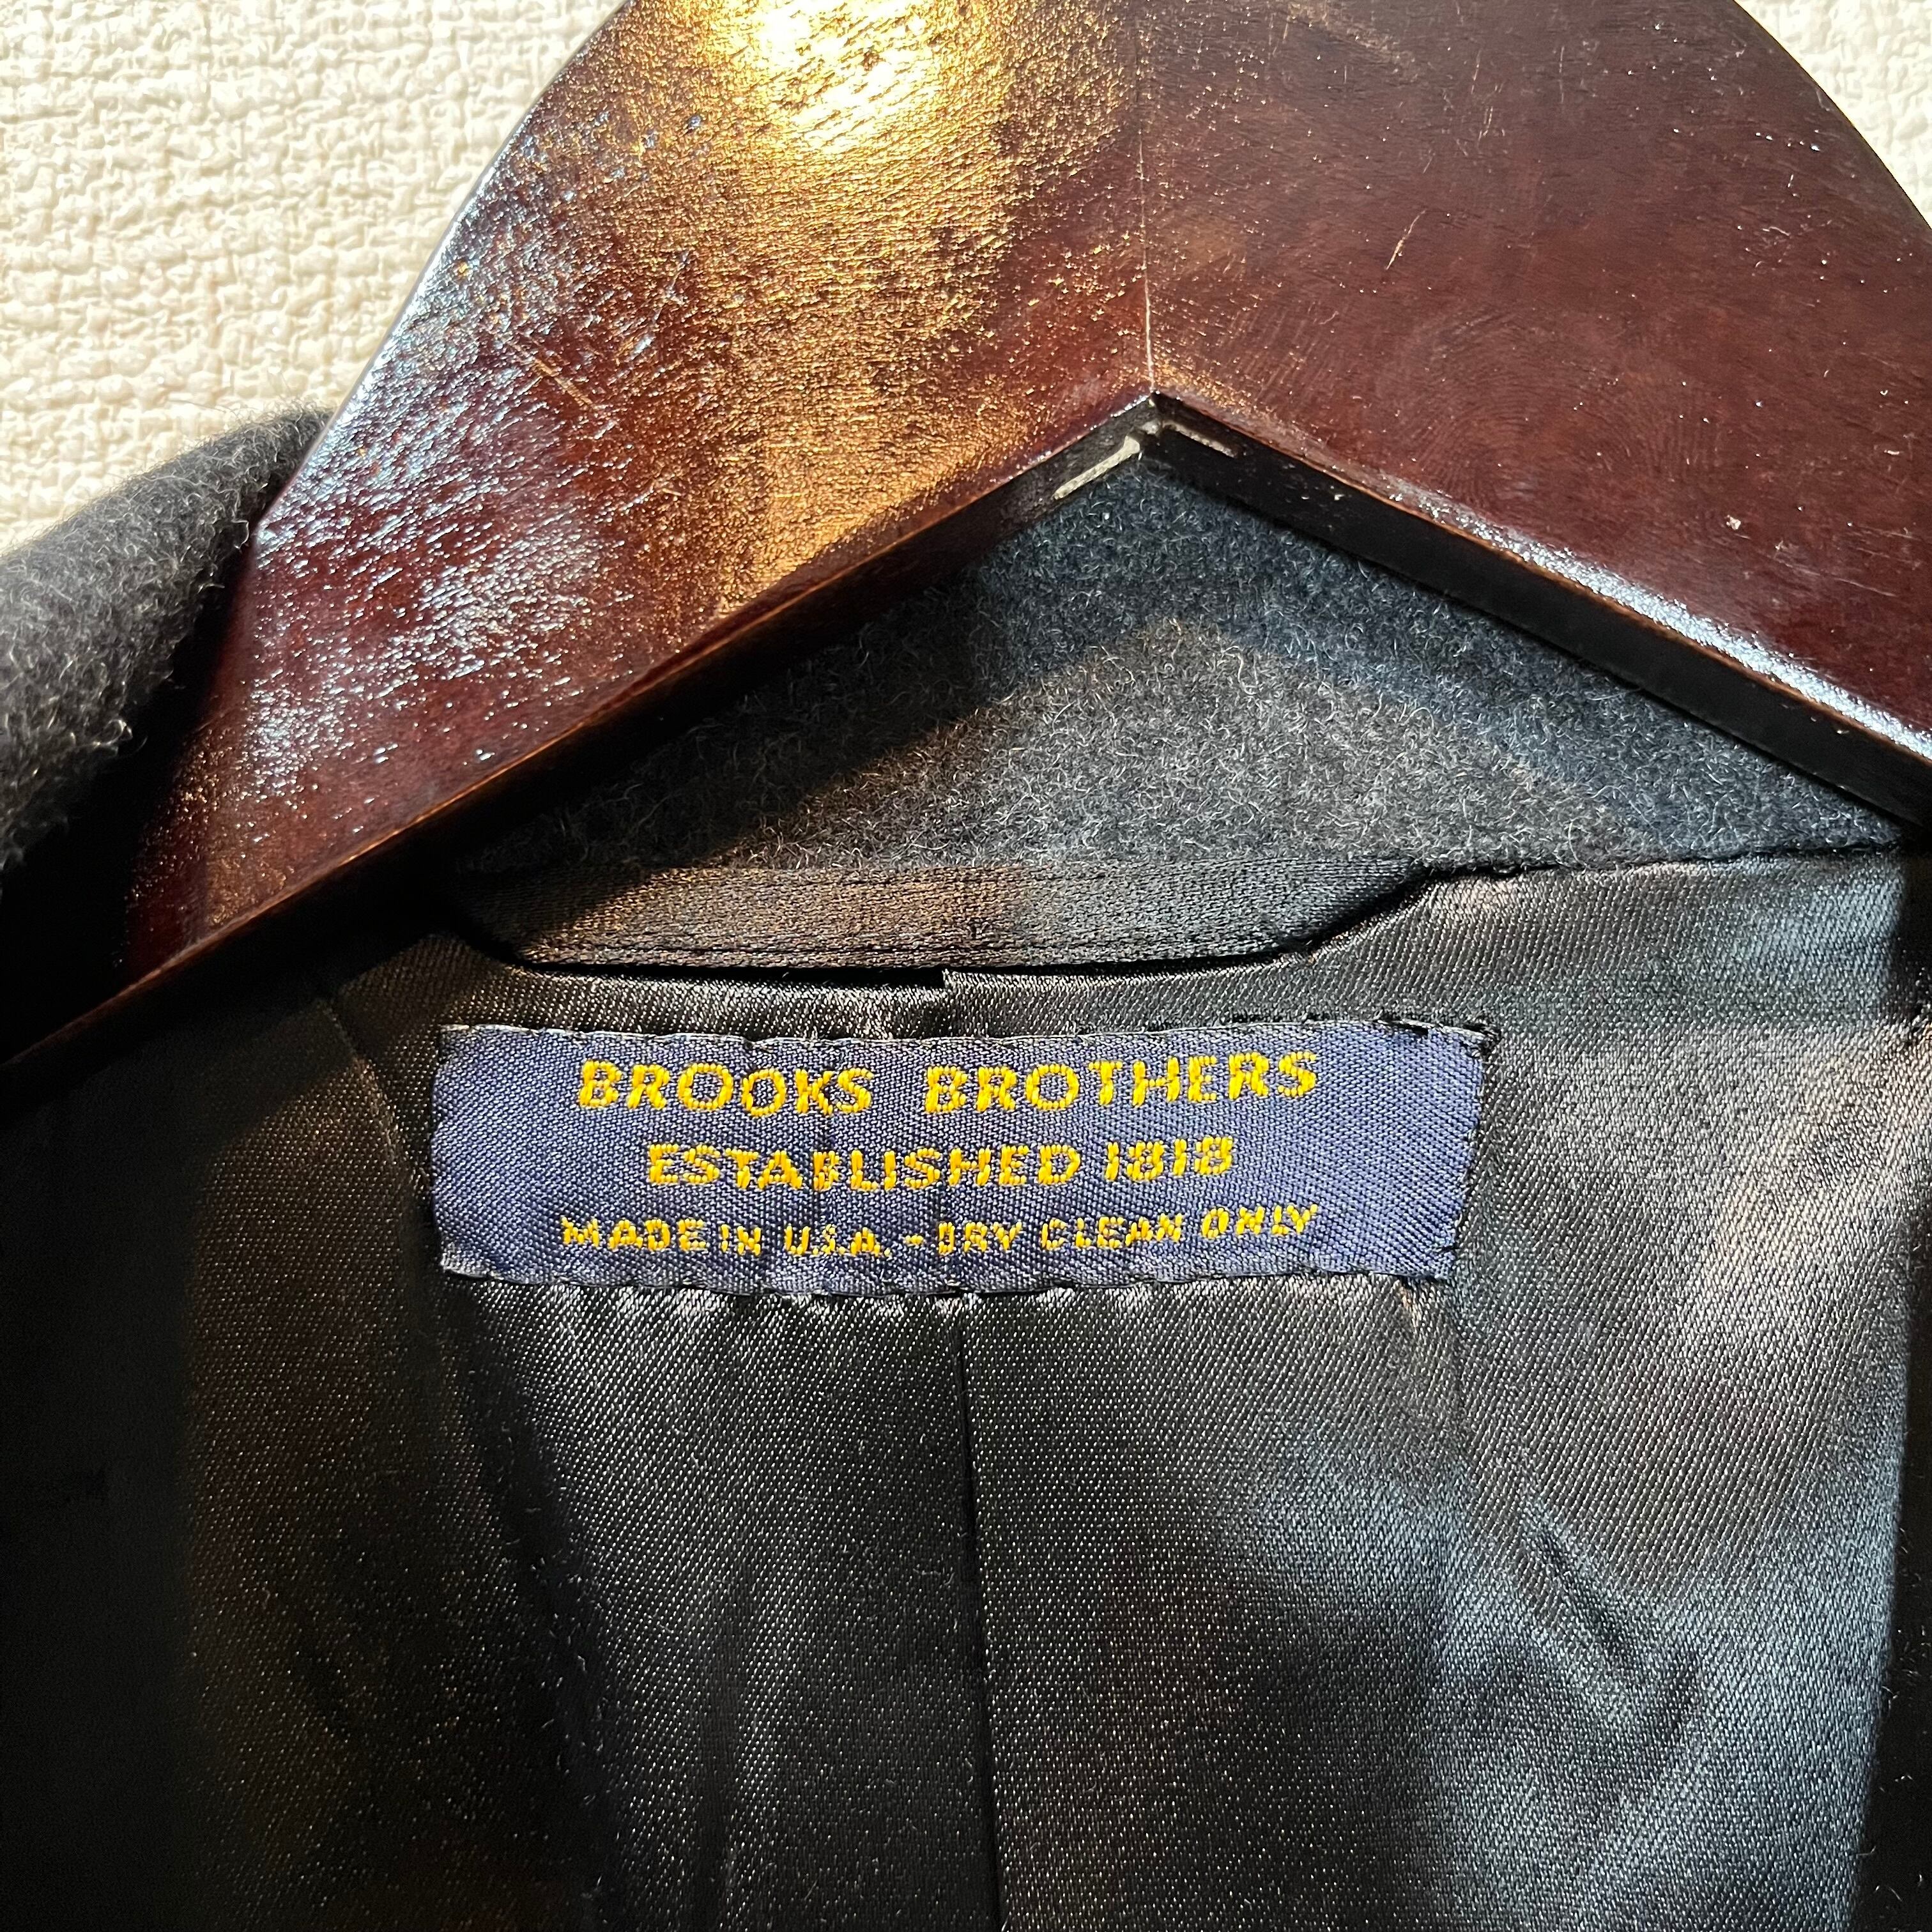 BROOKS BROTHERS
ESTABLISHED 1818
MADE IN U.S.A. - DRY CLEAN ONLY